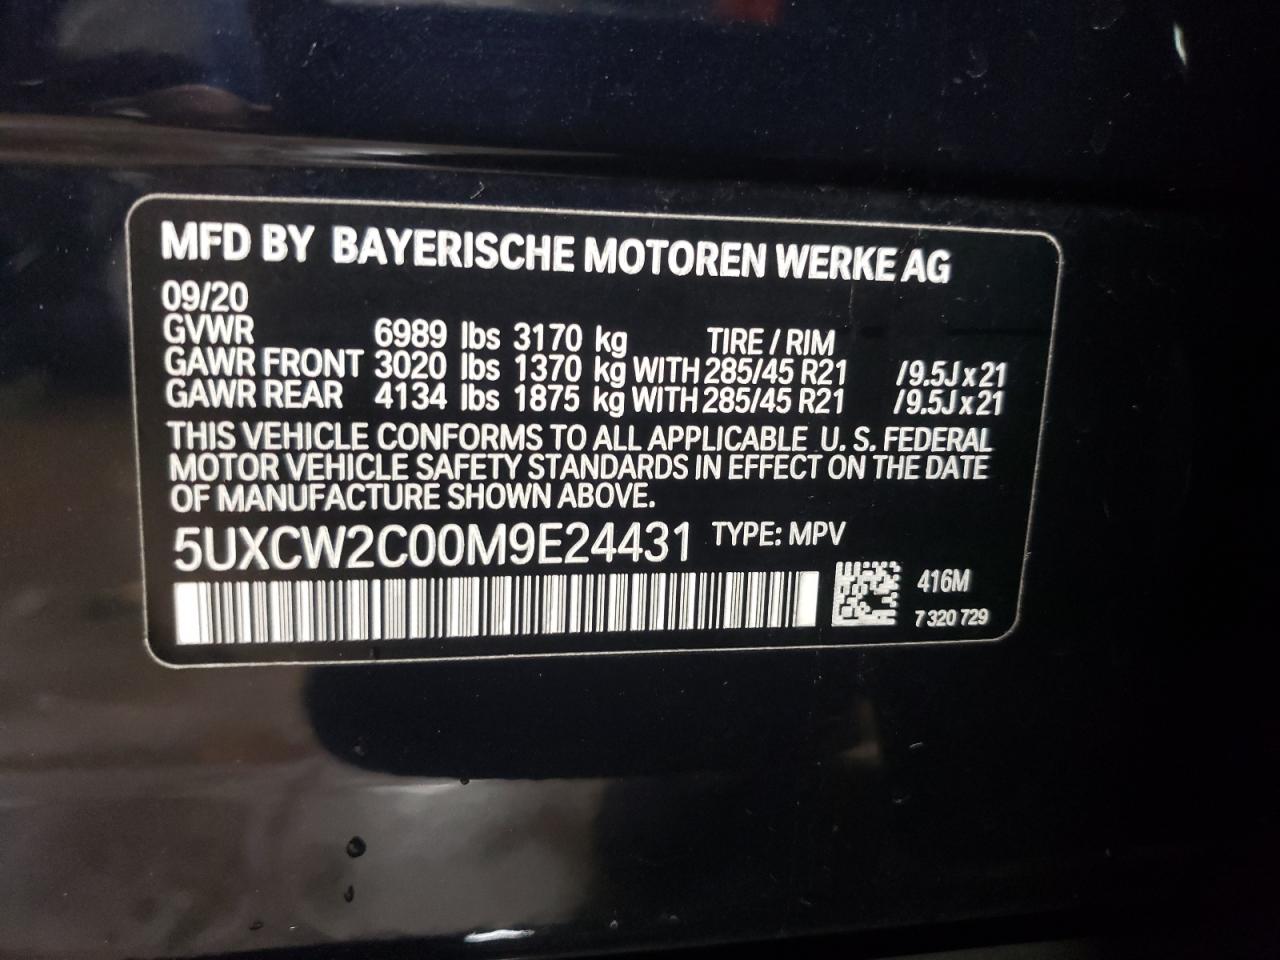 MFD BY BAYERISCHE MOTOREN WERKE AG
09/20
GVWR 6989 lbs 3170 kg TIRE / RIM
GAWR FRONT 3020 lbs 1370 kg WITH 285/45 R21 /9.5J x 21
GAWR REAR 4134 lbs 1875 kg WITH 285/45 R21 /9.5J x 21
THIS VEHICLE CONFORMS TO ALL APPLICABLE U. S. FEDERAL
MOTOR VEHICLE SAFETY STANDARDS IN EFFECT ON THE DATE
OF MANUFACTURE SHOWN ABOVE.
5UXCW2C00M9E24431 TYPE: MPV
416M
7 320 729